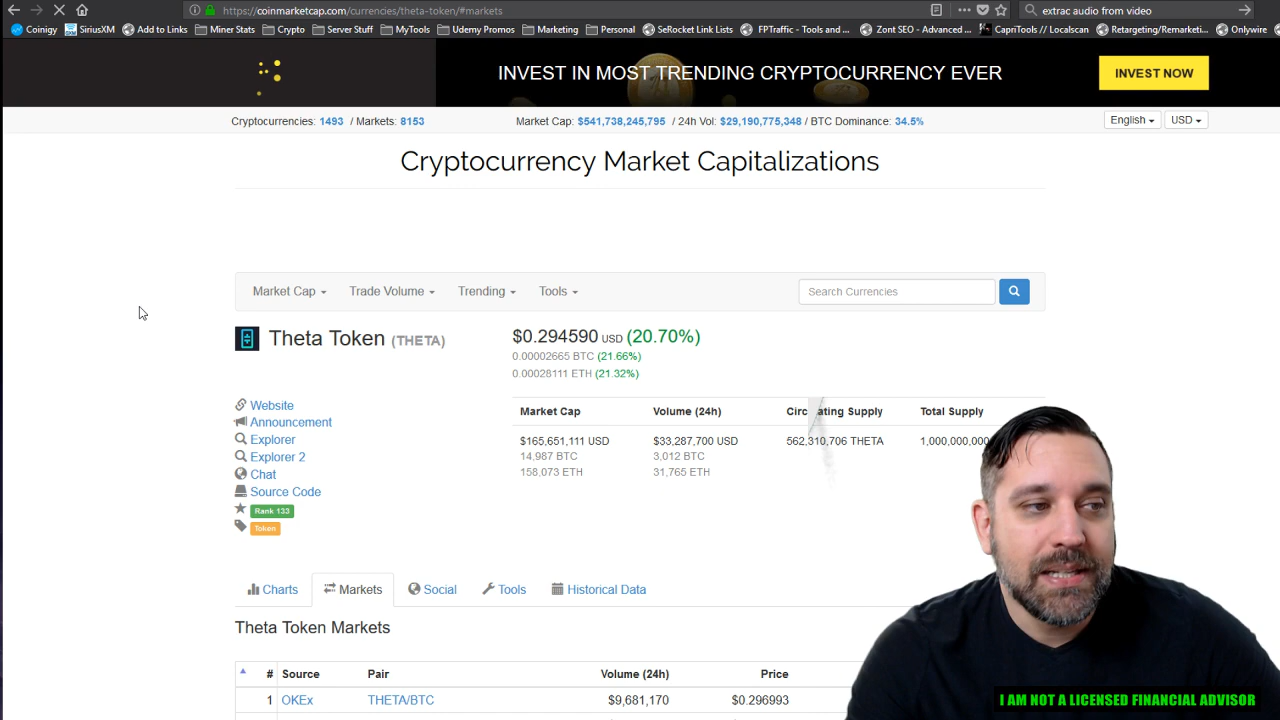 https://coinmarketcap.com/currencies/theta-token/#markets
extrac audio from video
Coinigy SiriusXM Add to Links Miner Stats Crypto Server Stuff MyTools Udemy Promos Marketing Personal SeRocket Link Lists FPTraffic - Tools and ... Zont SEO - Advanced ... CapriTools // Localscan Retargeting/Remarketi... Onlywire
INVEST IN MOST TRENDING CRYPTOCURRENCY EVER
INVEST NOW
Cryptocurrencies: 1493 / Markets: 8153
Market Cap: $541,738,245,795 / 24h Vol: $29,190,775,348 / BTC Dominance: 34.5%
English
USD
Cryptocurrency Market Capitalizations
Market Cap Trade Volume Trending Tools
Search Currencies
Theta Token (THETA)
$0.294590 USD (20.70%)
0.00002665 BTC (21.66%)
0.00028111 ETH (21.32%)
Website
Announcement
Explorer
Explorer 2
Chat
Source Code
Rank 133
Token
Market Cap Volume (24h) Circulating Supply Total Supply
$165,651,111 USD $33,287,700 USD 562,310,706 THETA 1,000,000,000
14,987 BTC 3,012 BTC
158,073 ETH 31,765 ETH
Charts Markets Social Tools Historical Data
Theta Token Markets
# Source Pair Volume (24h) Price
1 OKEx THETA/BTC $9,681,170 $0.296993
I AM NOT A LICENSED FINANCIAL ADVISOR